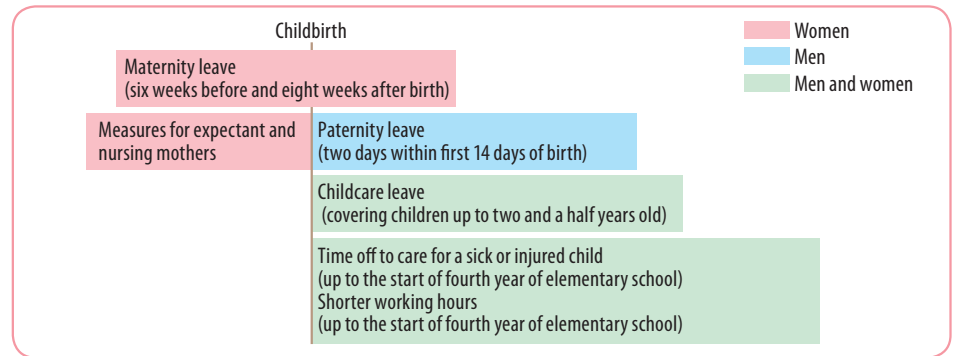 Childbirth
Women
Men
Men and women
Maternity leave
(six weeks before and eight weeks after birth)
Measures for expectant and
nursing mothers
Paternity leave
(two days within first 14 days of birth)
Childcare leave
(covering children up to two and a half years old)
Time off to care for a sick or injured child
(up to the start of fourth year of elementary school)
Shorter working hours
(up to the start of fourth year of elementary school)